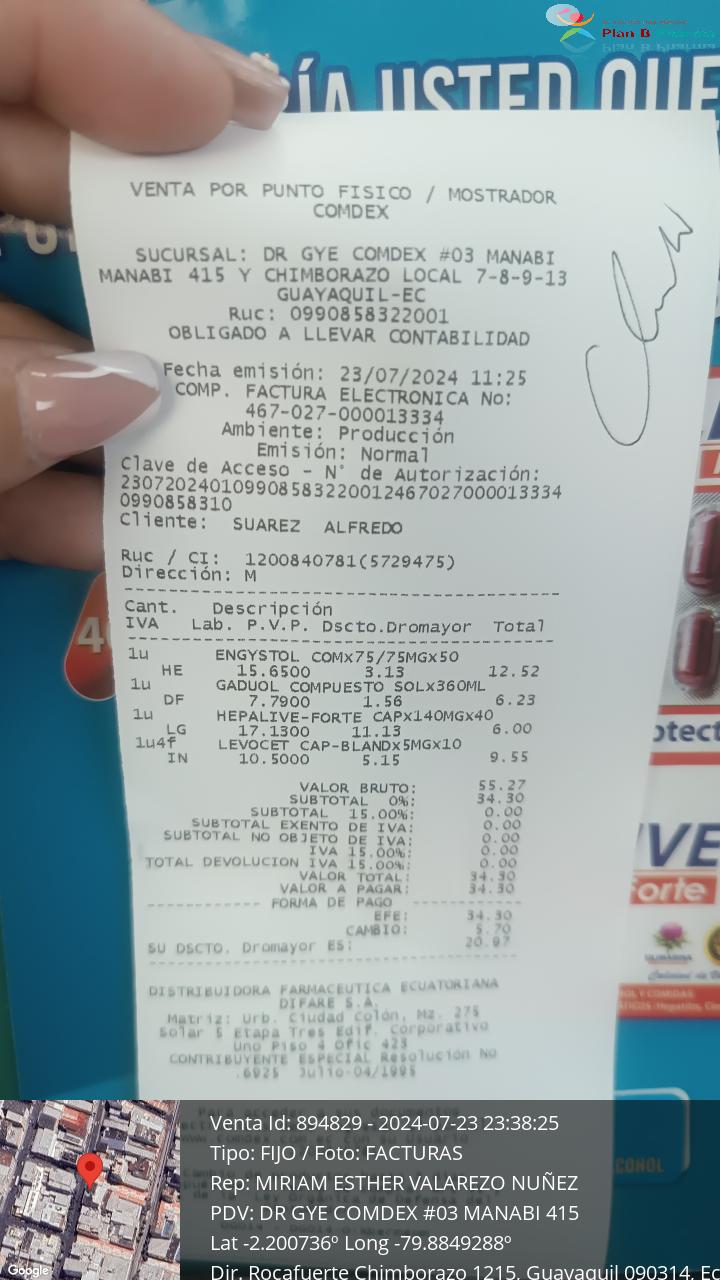 Plan B
ÍA USTED QUE
VENTA POR PUNTO FISICO / MOSTRADOR
COMDEX
SUCURSAL: DR GYE COMDEX #03 MANABI
MANABI 415 Y CHIMBORAZO LOCAL 7-8-9-13
GUAYAQUIL-EC
Ruc: 0990858322001
OBLIGADO A LLEVAR CONTABILIDAD
Fecha emisión: 23/07/2024 11:25
COMP. FACTURA ELECTRONICA No:
467-027-000013334
Ambiente: Producción
Emisión: Normal
Clave de Acceso - N° de Autorización:
230720240109908583220012467027000013334
0990858310
Cliente: SUAREZ ALFREDO
Ruc / CI: 1200840781(5729475)
Dirección: M
Cant. Descripción
IVA Lab. P.V.P. Dscto.Dromayor Total
1u ENGYSTOL COMx75/75MGx50
HE 15.6500 3.13 12.52
1u GADUOL COMPUESTO SOLx360ML
DF 7.7900 1.56 6.23
1u HEPALIVE-FORTE CAPx140MGx40
LG 17.1300 11.13 6.00
1u4f LEVOCET CAP-BLANDx5MGx10
IN 10.5000 5.15 9.55
VALOR BRUTO: 55.27
SUBTOTAL 0%: 34.30
SUBTOTAL 15.00%: 0.00
SUBTOTAL EXENTO DE IVA: 0.00
SUBTOTAL NO OBJETO DE IVA: 0.00
IVA 15.00%: 0.00
TOTAL DEVOLUCION IVA 15.00%: 0.00
VALOR TOTAL: 34.30
VALOR A PAGAR: 34.30
FORMA DE PAGO
EFE: 34.30
CAMBIO: 5.70
SU DSCTO. Dromayor ES: 20.97
DISTRIBUIDORA FARMACEUTICA ECUATORIANA
DIFARE S.A.
Matriz: Urb. Ciudad Colón, Mz. 275
Solar 5 Etapa Tres Edif. Corporativo
Uno Piso 4 Ofic 423
CONTRIBUYENTE ESPECIAL Resolución No
.6925 Julio-04/1995
Venta Id: 894829 - 2024-07-23 23:38:25
Tipo: FIJO / Foto: FACTURAS
Rep: MIRIAM ESTHER VALAREZO NUÑEZ
PDV: DR GYE COMDEX #03 MANABI 415
Lat -2.200736º Long -79.8849288º
Dir. Rocafuerte Chimborazo 1215, Guayaquil 090314, Ec
Google